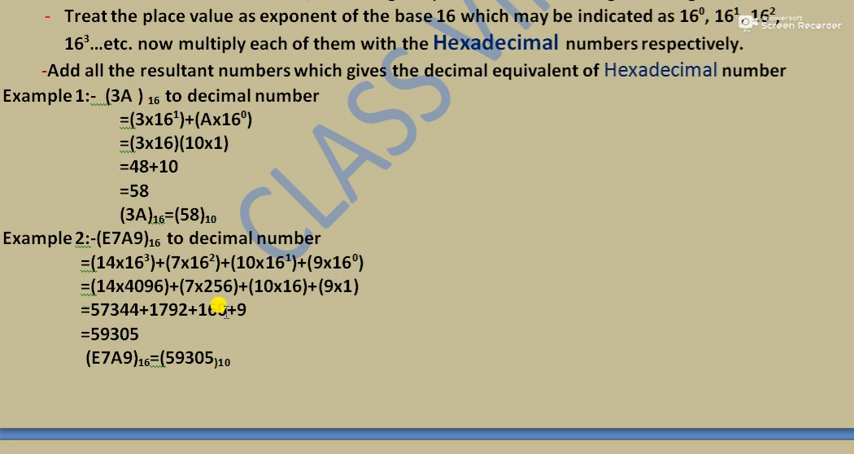 - Treat the place value as exponent of the base 16 which may be indicated as 16⁰, 16¹, 16²,
16³...etc. now multiply each of them with the Hexadecimal numbers respectively.
-Add all the resultant numbers which gives the decimal equivalent of Hexadecimal number
Example 1:- (3A )₁₆ to decimal number
=(3x16¹)+(Ax16⁰)
=(3x16)(10x1)
=48+10
=58
(3A)₁₆=(58)₁₀
Example 2:-(E7A9)₁₆ to decimal number
=(14x16³)+(7x16²)+(10x16¹)+(9x16⁰)
=(14x4096)+(7x256)+(10x16)+(9x1)
=57344+1792+160+9
=59305
(E7A9)₁₆=(59305₎₁₀
CLASS VI
Screen Recorder